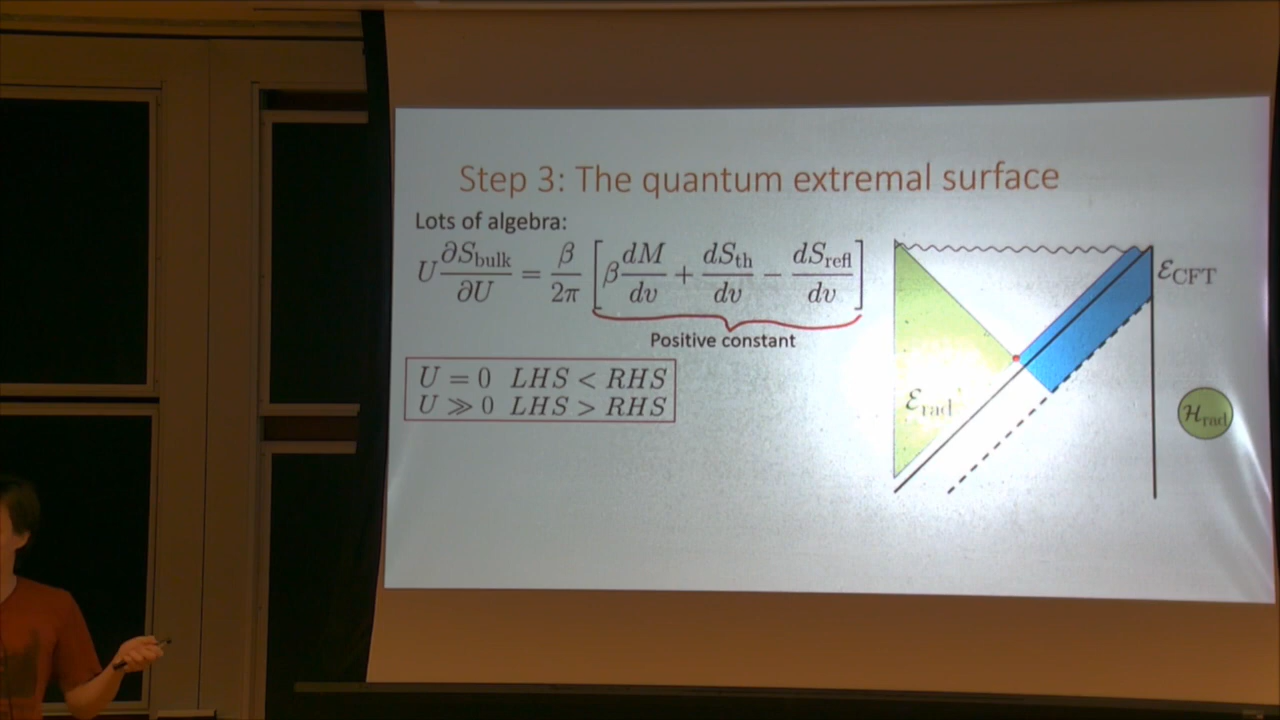 Step 3: The quantum extremal surface
Lots of algebra:
U ∂S_bulk/∂U = β/2π [β dM/dv + dS_th/dv − dS_refl/dv]
Positive constant
U = 0 LHS < RHS
U ≫ 0 LHS > RHS
ℰ_CFT
ℰ_rad
ℋ_rad